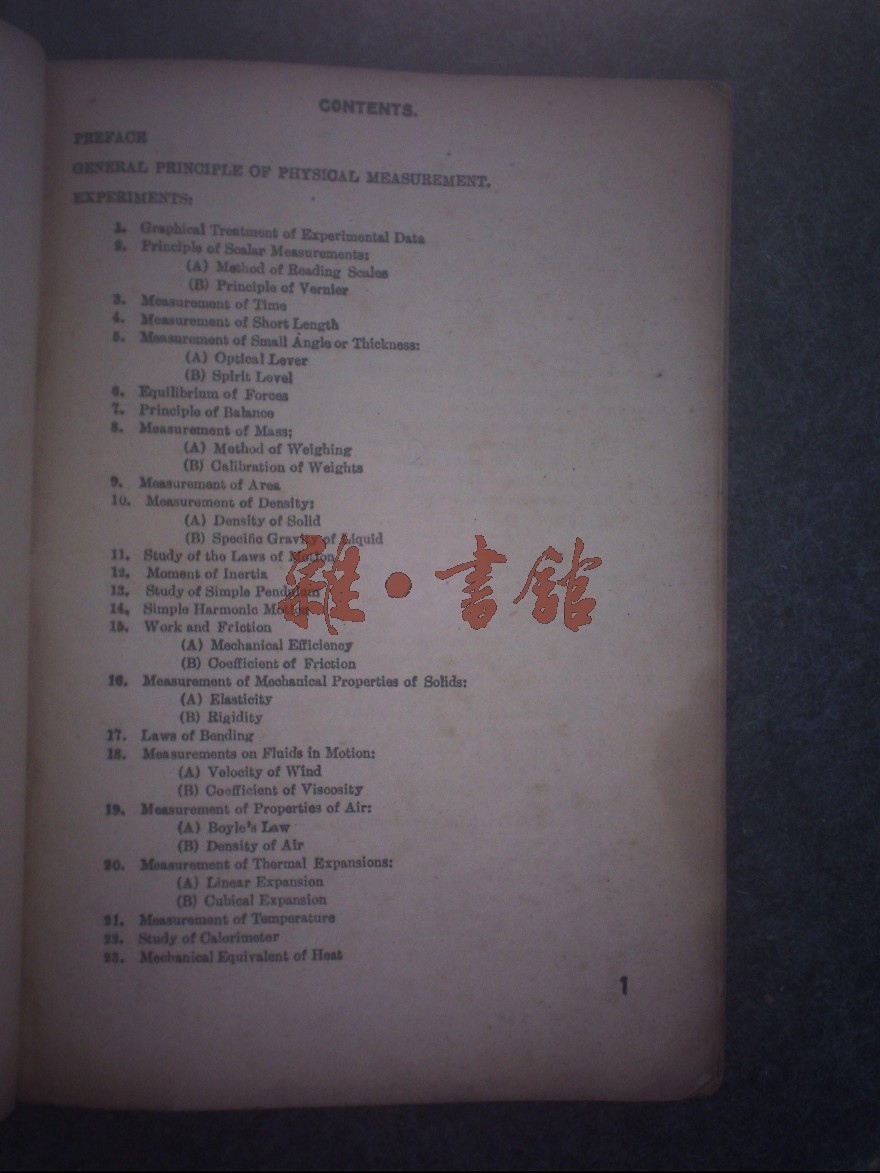 CONTENTS.
PREFACE
GENERAL PRINCIPLE OF PHYSICAL MEASUREMENT.
EXPERIMENTS:
1. Graphical Treatment of Experimental Data
2. Principle of Scalar Measurements:
(A) Method of Reading Scales
(B) Principle of Vernier
3. Measurement of Time
4. Measurement of Short Length
5. Measurement of Small Angle or Thickness:
(A) Optical Lever
(B) Spirit Level
6. Equilibrium of Forces
7. Principle of Balance
8. Measurement of Mass;
(A) Method of Weighing
(B) Calibration of Weights
9. Measurement of Area
10. Measurement of Density:
(A) Density of Solid
(B) Specific Gravity of Liquid
11. Study of the Laws of Motion
12. Moment of Inertia
13. Study of Simple Pendulum
14. Simple Harmonic Motion
15. Work and Friction
(A) Mechanical Efficiency
(B) Coefficient of Friction
16. Measurement of Mechanical Properties of Solids:
(A) Elasticity
(B) Rigidity
17. Laws of Bending
18. Measurements on Fluids in Motion:
(A) Velocity of Wind
(B) Coefficient of Viscosity
19. Measurement of Properties of Air:
(A) Boyle's Law
(B) Density of Air
20. Measurement of Thermal Expansions:
(A) Linear Expansion
(B) Cubical Expansion
21. Measurement of Temperature
22. Study of Calorimeter
23. Mechanical Equivalent of Heat
1
雜·書館